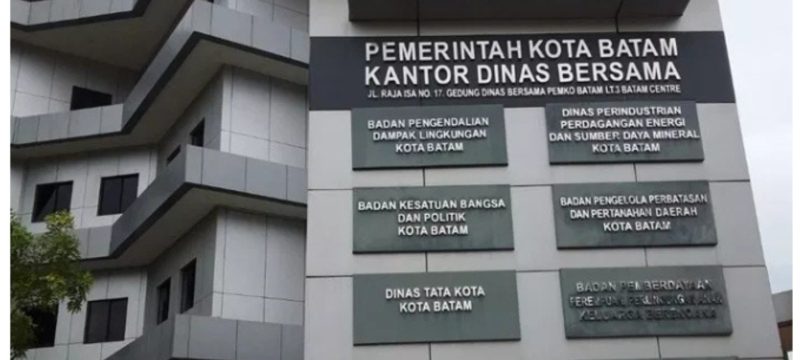 PEMERINTAH KOTA BATAM
KANTOR DINAS BERSAMA
JL. RAJA ISA NO. 17. GEDUNG DINAS BERSAMA PEMKO BATAM LT.3 BATAM CENTRE
BADAN PENGENDALIAN
DAMPAK LINGKUNGAN
KOTA BATAM
DINAS PERINDUSTRIAN
PERDAGANGAN ENERGI
DAN SUMBER DAYA MINERAL
KOTA BATAM
BADAN KESATUAN BANGSA
DAN POLITIK
KOTA BATAM
BADAN PENGELOLA PERBATASAN
DAN PERTANAHAN DAERAH
KOTA BATAM
DINAS TATA KOTA
KOTA BATAM
BADAN PEMBERDAYAAN
KELUARGA BERENCANA